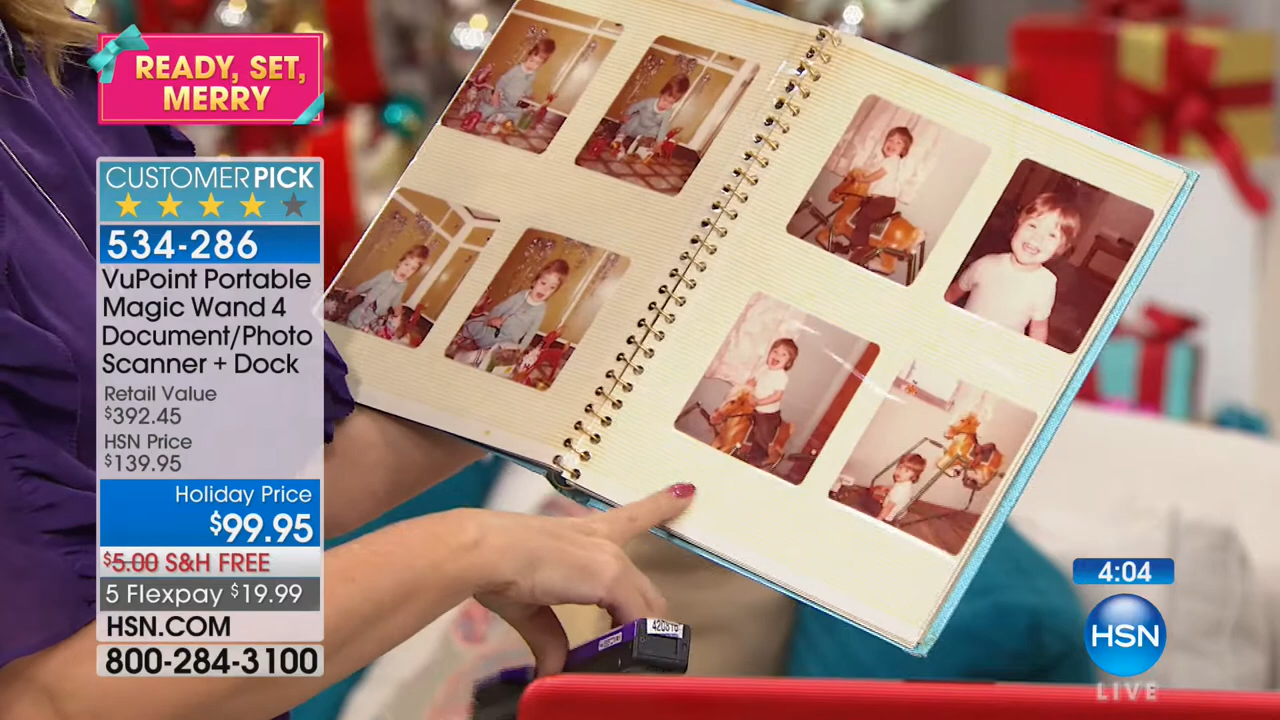 READY, SET,
MERRY
CUSTOMER PICK
534-286
VuPoint Portable
Magic Wand 4
Document/Photo
Scanner + Dock
Retail Value
$392.45
HSN Price
$139.95
Holiday Price
$99.95
$5.00 S&H FREE
5 Flexpay $19.99
HSN.COM
800-284-3100
4:04
HSN
LIVE